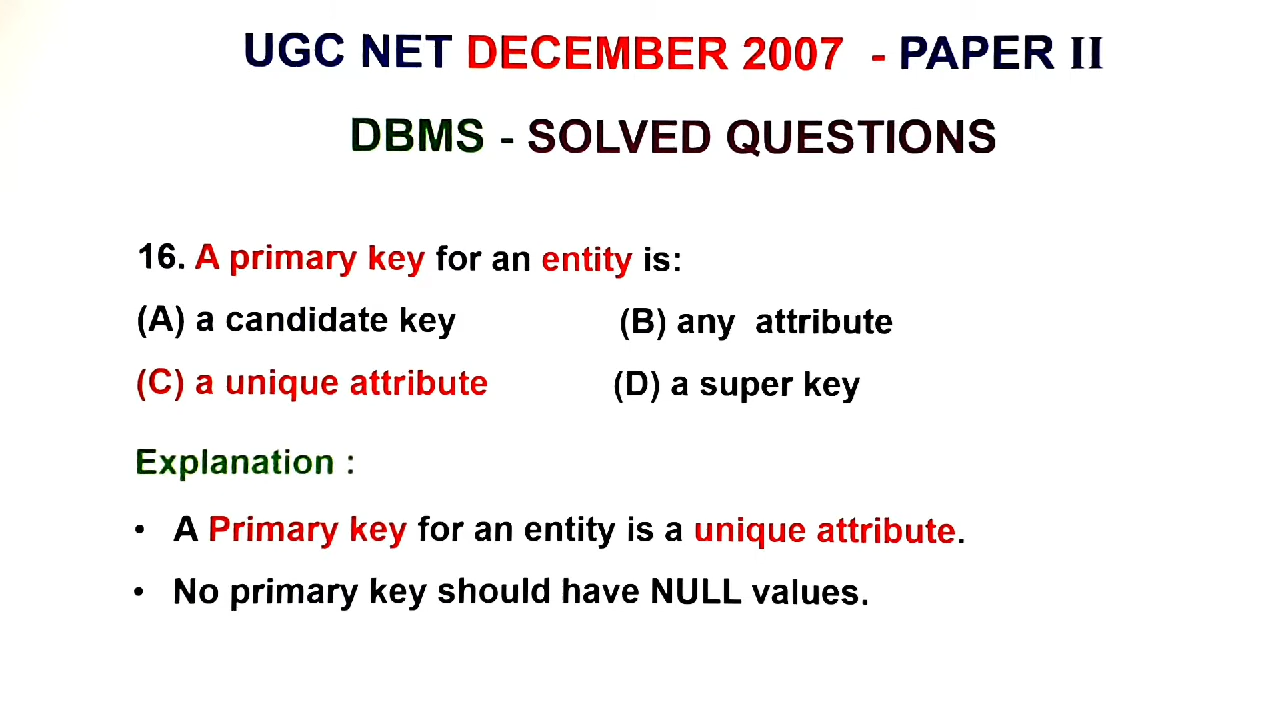 UGC NET DECEMBER 2007 - PAPER II
DBMS - SOLVED QUESTIONS
16. A primary key for an entity is:
(A) a candidate key (B) any attribute
(C) a unique attribute (D) a super key
Explanation :
• A Primary key for an entity is a unique attribute.
• No primary key should have NULL values.